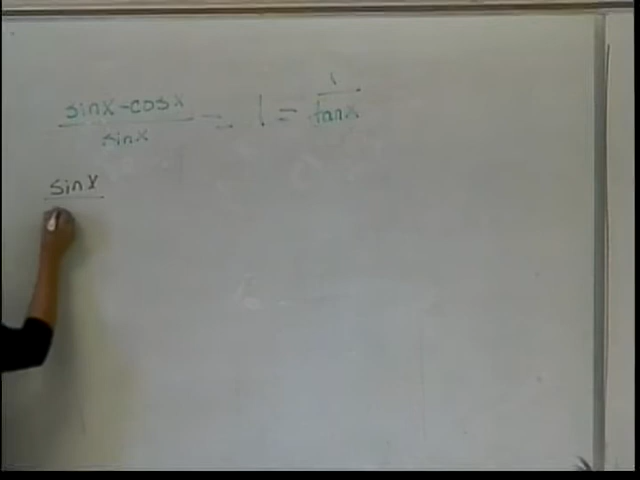 sinx-cosx / sinx - 1 = 1 / tanx
sinx